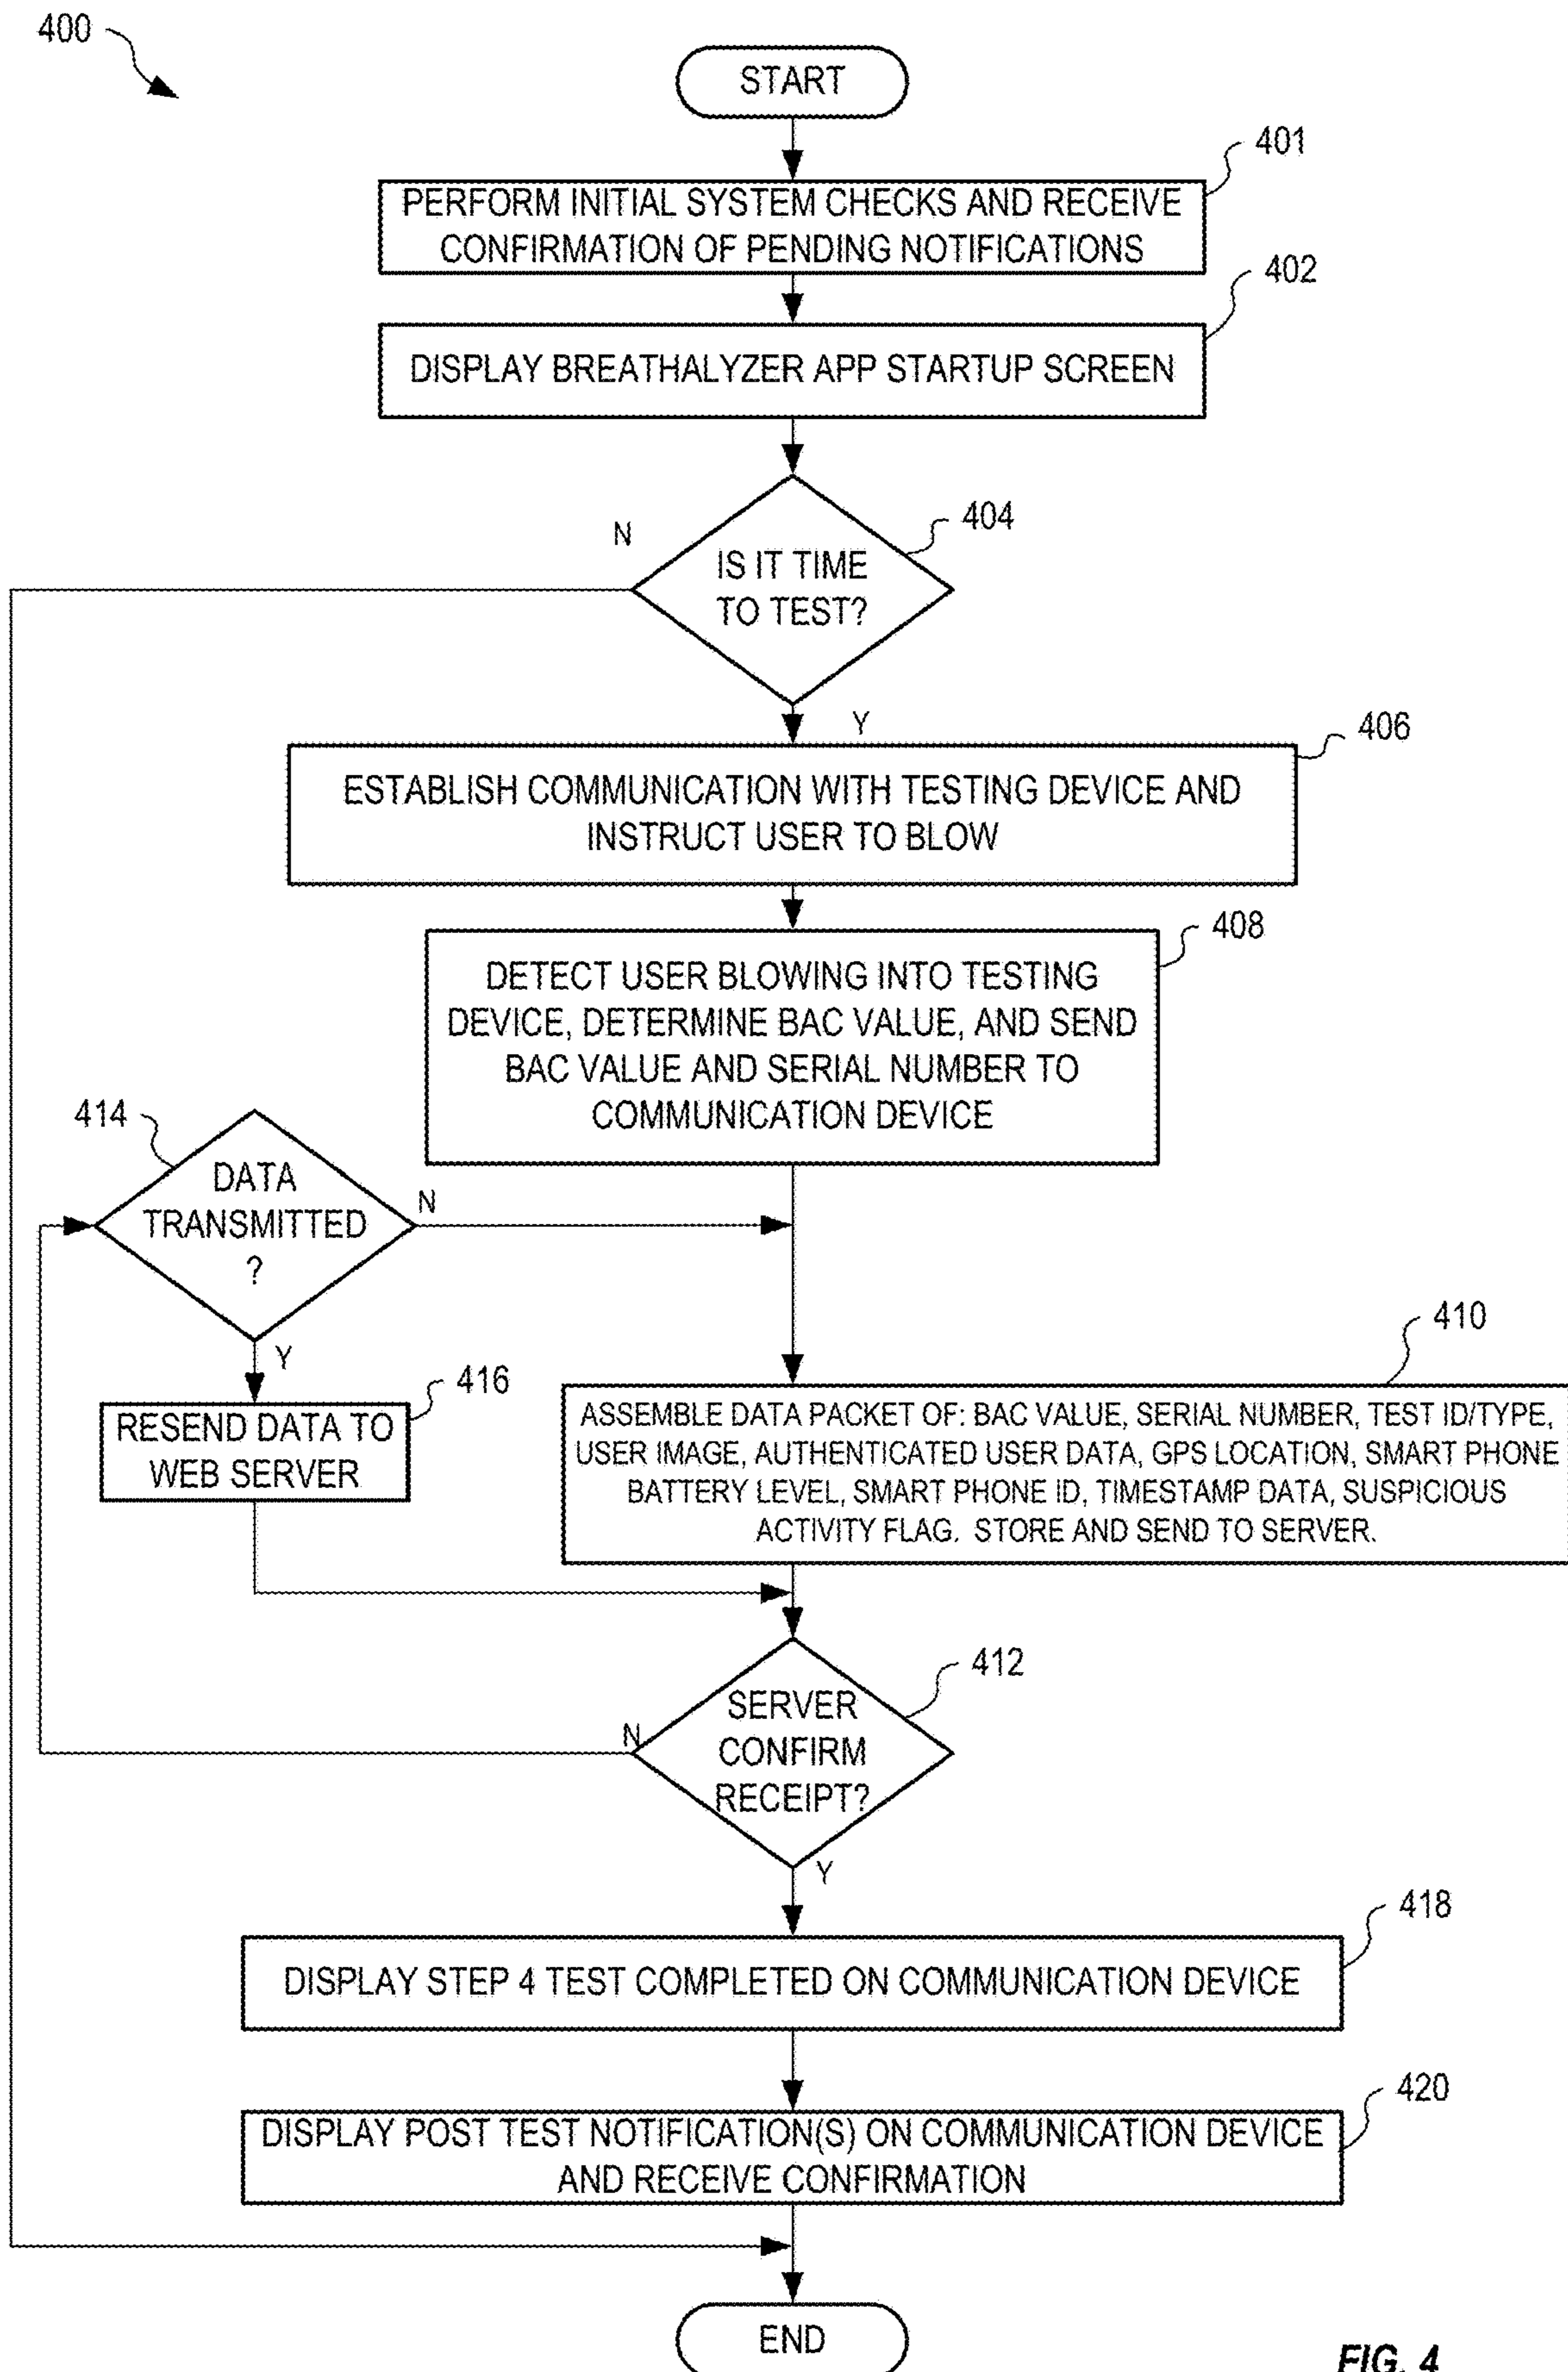 400
START
401
PERFORM INITIAL SYSTEM CHECKS AND RECEIVE
CONFIRMATION OF PENDING NOTIFICATIONS
402
DISPLAY BREATHALYZER APP STARTUP SCREEN
404
N
IS IT TIME
TO TEST?
Y
406
ESTABLISH COMMUNICATION WITH TESTING DEVICE AND
INSTRUCT USER TO BLOW
408
DETECT USER BLOWING INTO TESTING
DEVICE, DETERMINE BAC VALUE, AND SEND
BAC VALUE AND SERIAL NUMBER TO
COMMUNICATION DEVICE
414
DATA
TRANSMITTED
?
N
Y
416
RESEND DATA TO
WEB SERVER
410
ASSEMBLE DATA PACKET OF: BAC VALUE, SERIAL NUMBER, TEST ID/TYPE,
USER IMAGE, AUTHENTICATED USER DATA, GPS LOCATION, SMART PHONE
BATTERY LEVEL, SMART PHONE ID, TIMESTAMP DATA, SUSPICIOUS
ACTIVITY FLAG. STORE AND SEND TO SERVER.
412
N
SERVER
CONFIRM
RECEIPT?
Y
418
DISPLAY STEP 4 TEST COMPLETED ON COMMUNICATION DEVICE
420
DISPLAY POST TEST NOTIFICATION(S) ON COMMUNICATION DEVICE
AND RECEIVE CONFIRMATION
END
FIG. 4